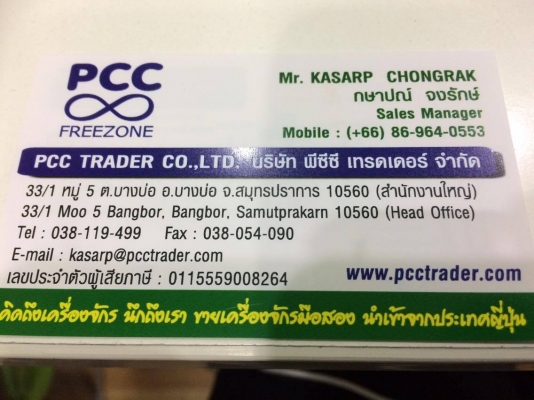 PCC
FREEZONE
Mr. KASARP CHONGRAK
กษาปณ์ จงรักษ์
Sales Manager
Mobile : (+66) 86-964-0553
PCC TRADER CO.,LTD. บริษัท พีซีซี เทรดเดอร์ จำกัด
33/1 หมู่ 5 ต.บางบ่อ อ.บางบ่อ จ.สมุทรปราการ 10560 (สำนักงานใหญ่)
33/1 Moo 5 Bangbor, Bangbor, Samutprakarn 10560 (Head Office)
Tel : 038-119-499 Fax : 038-054-090
E-mail : kasarp@pcctrader.com
เลขประจำตัวผู้เสียภาษี : 0115559008264
www.pcctrader.com
คิดถึงเครื่องจักร นึกถึงเรา ขายเครื่องจักรมือสอง นำเข้าจากประเทศญี่ปุ่น